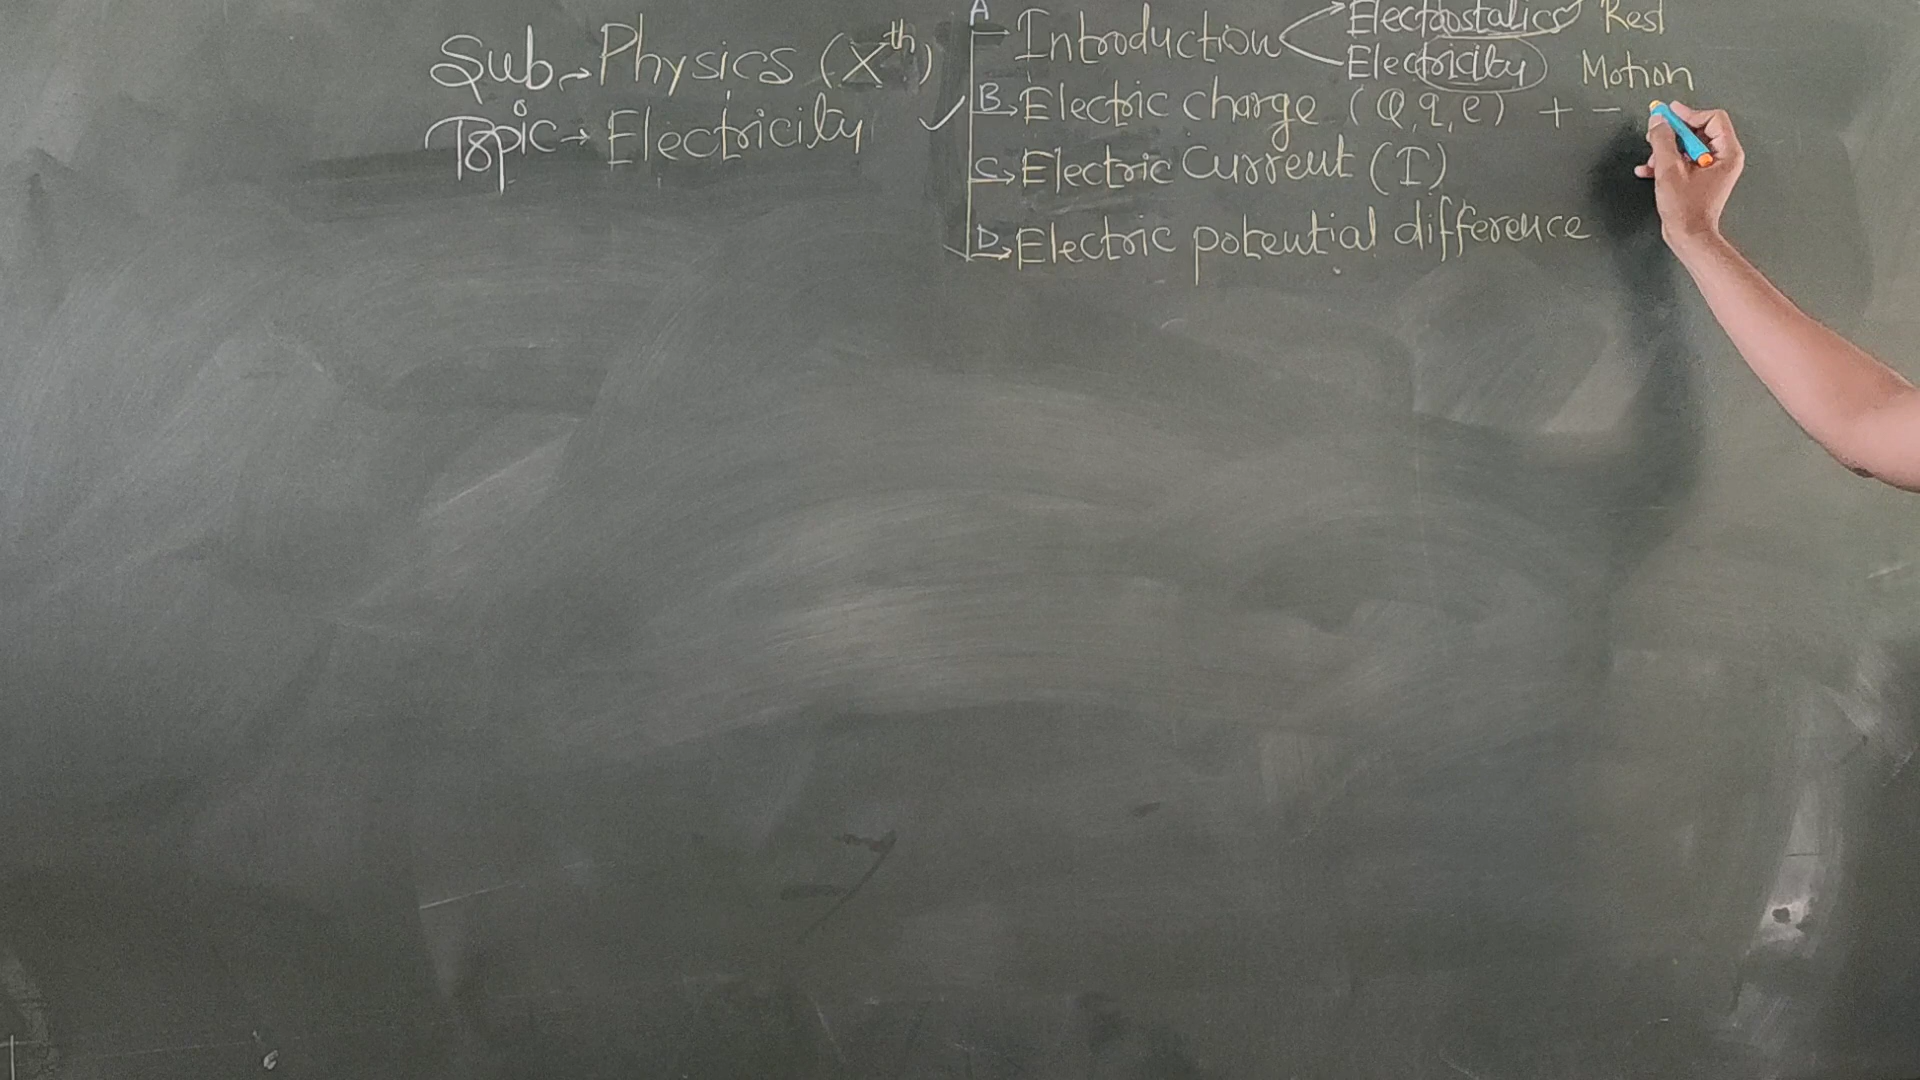 Sub → Physics (Xth)
Topic → Electricity
A → Introduction
Electrostatics Rest
Electricity Motion
B → Electric charge (Q, q, e) + -
C → Electric Current (I)
D → Electric potential difference